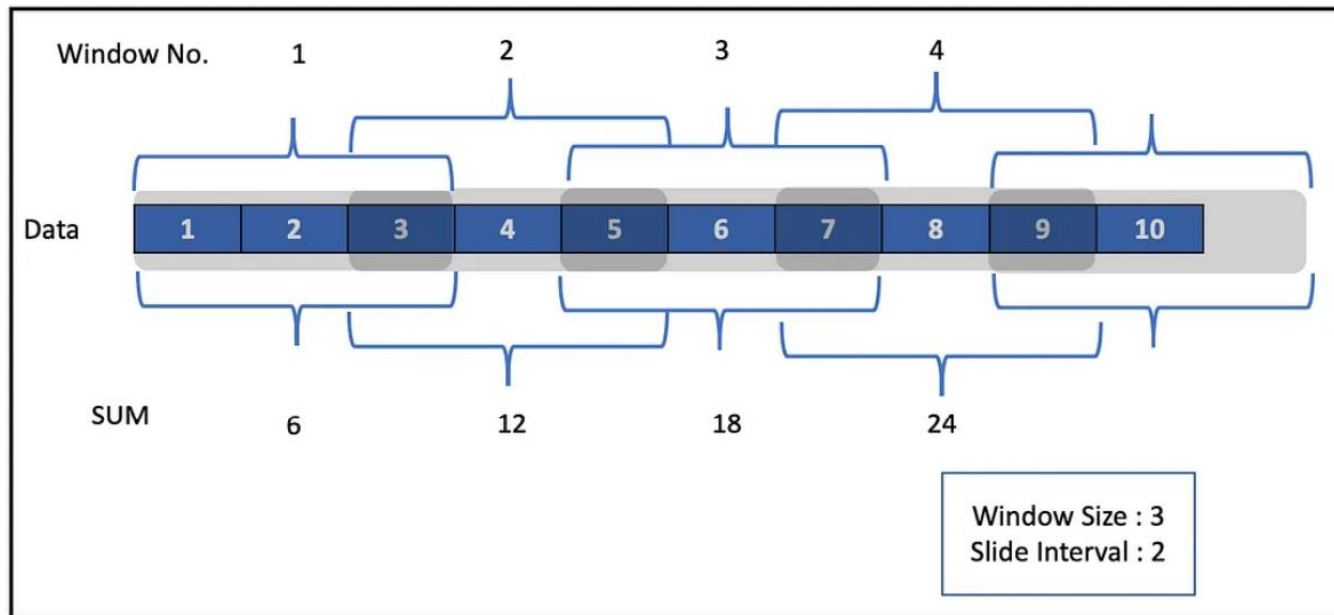 Window No. 1 2 3 4
Data 1 2 3 4 5 6 7 8 9 10
SUM 6 12 18 24
Window Size : 3
Slide Interval : 2